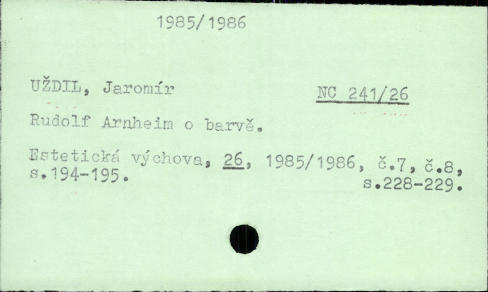 1985/1986
UŽDIL, Jaromír NC 241/26
Rudolf Arnheim o barvě.
Estetická výchova, 26, 1985/1986, č.7, č.8,
s.194-195. s.228-229.